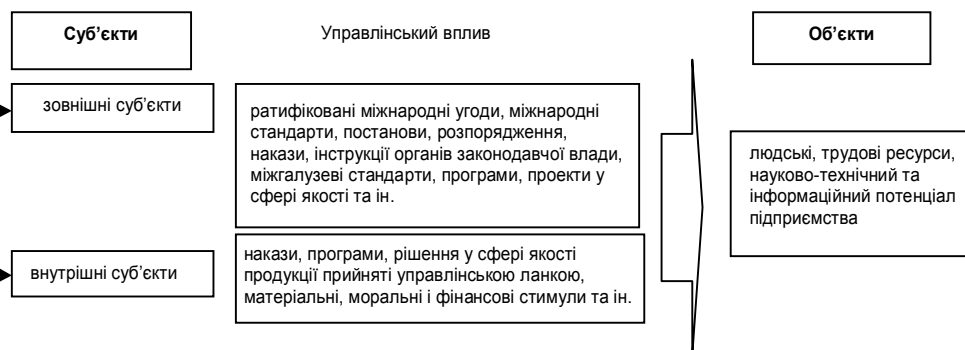 Суб’єкти
Управлінський вплив
Об’єкти
зовнішні суб’єкти
ратифіковані міжнародні угоди, міжнародні
стандарти, постанови, розпорядження,
накази, інструкції органів законодавчої влади,
міжгалузеві стандарти, програми, проекти у
сфері якості та ін.
людські, трудові ресурси,
науково-технічний та
інформаційний потенціал
підприємства
внутрішні суб’єкти
накази, програми, рішення у сфері якості
продукції прийняті управлінською ланкою,
матеріальні, моральні і фінансові стимули та ін.